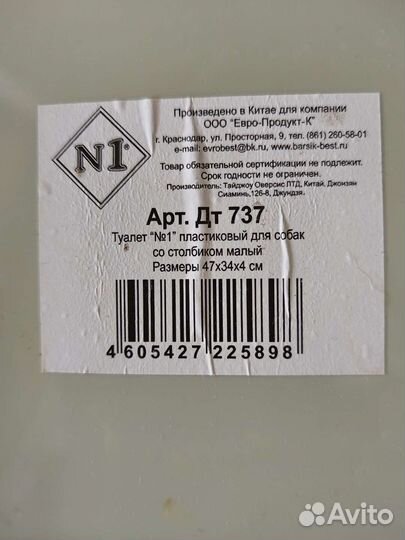 N1®
Произведено в Китае для компании
ООО "Евро-Продукт-К"
г. Краснодар, ул. Просторная, 9, тел. (861) 260-58-01
e-mail: evrobest@bk.ru, www.barsik-best.ru
Товар обязательной сертификации не подлежит.
Срок годности не ограничен.
Производитель: Тайджоу Оверсис ЛТД, Китай, Джонзян
Сиаминь,126-8, Джундзя.
Арт. Дт 737
Туалет "№1" пластиковый для собак
со столбиком малый
Размеры 47х34х4 см
4 605427 225898
Avito